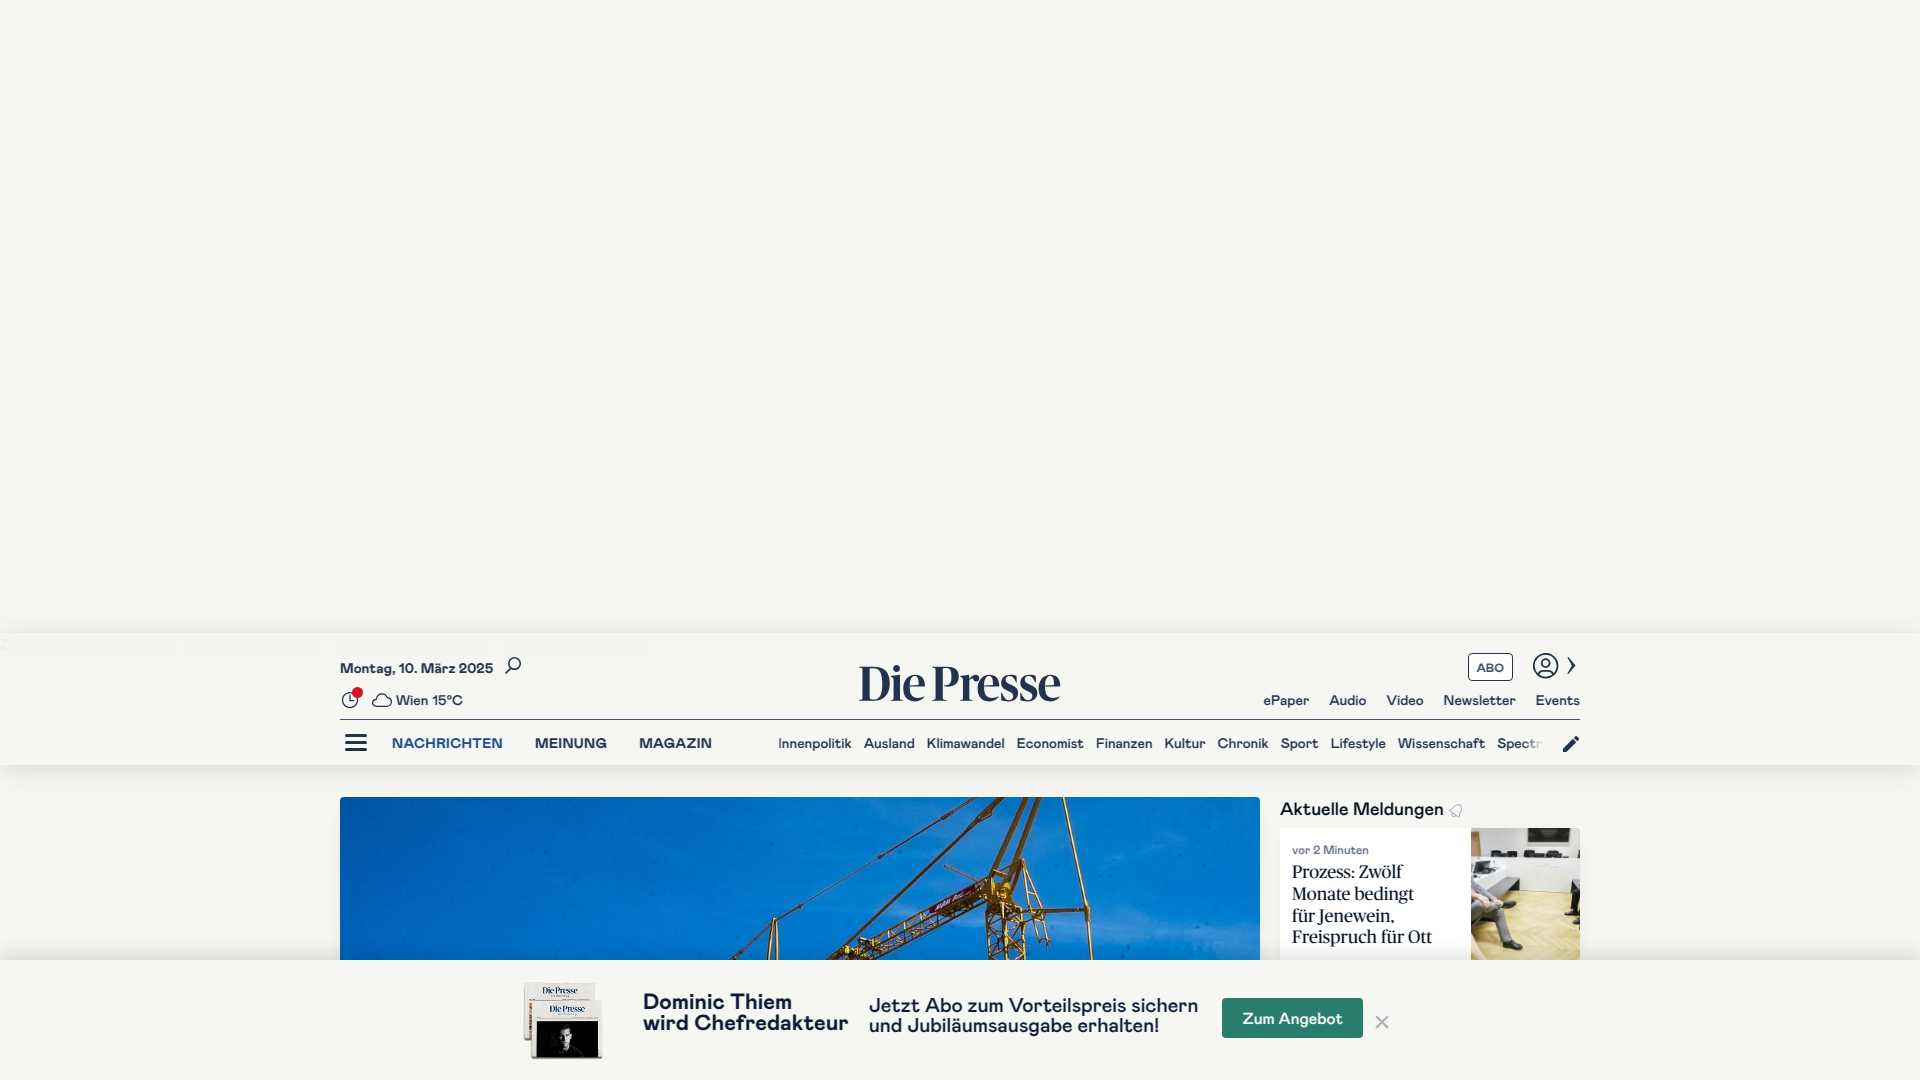 Montag, 10. März 2025
Wien 15°C
Die Presse
ABO
ePaper Audio Video Newsletter Events
NACHRICHTEN MEINUNG MAGAZIN
Innenpolitik Ausland Klimawandel Economist Finanzen Kultur Chronik Sport Lifestyle Wissenschaft Spectr
Aktuelle Meldungen
vor 2 Minuten
Prozess: Zwölf
Monate bedingt
für Jenewein,
Freispruch für Ott
Die Presse
Die Presse
Dominic Thiem
wird Chefredakteur
Jetzt Abo zum Vorteilspreis sichern
und Jubiläumsausgabe erhalten!
Zum Angebot